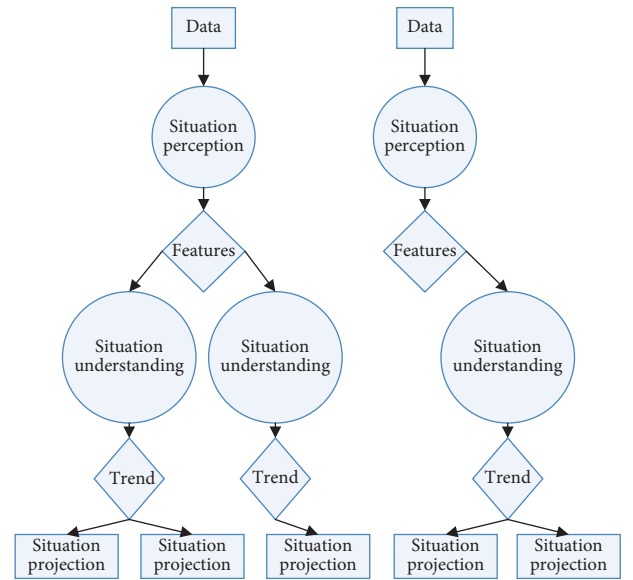 Data
Data
Situation
perception
Situation
perception
Features
Features
Situation
understanding
Situation
understanding
Situation
understanding
Trend
Trend
Trend
Situation
projection
Situation
projection
Situation
projection
Situation
projection
Situation
projection